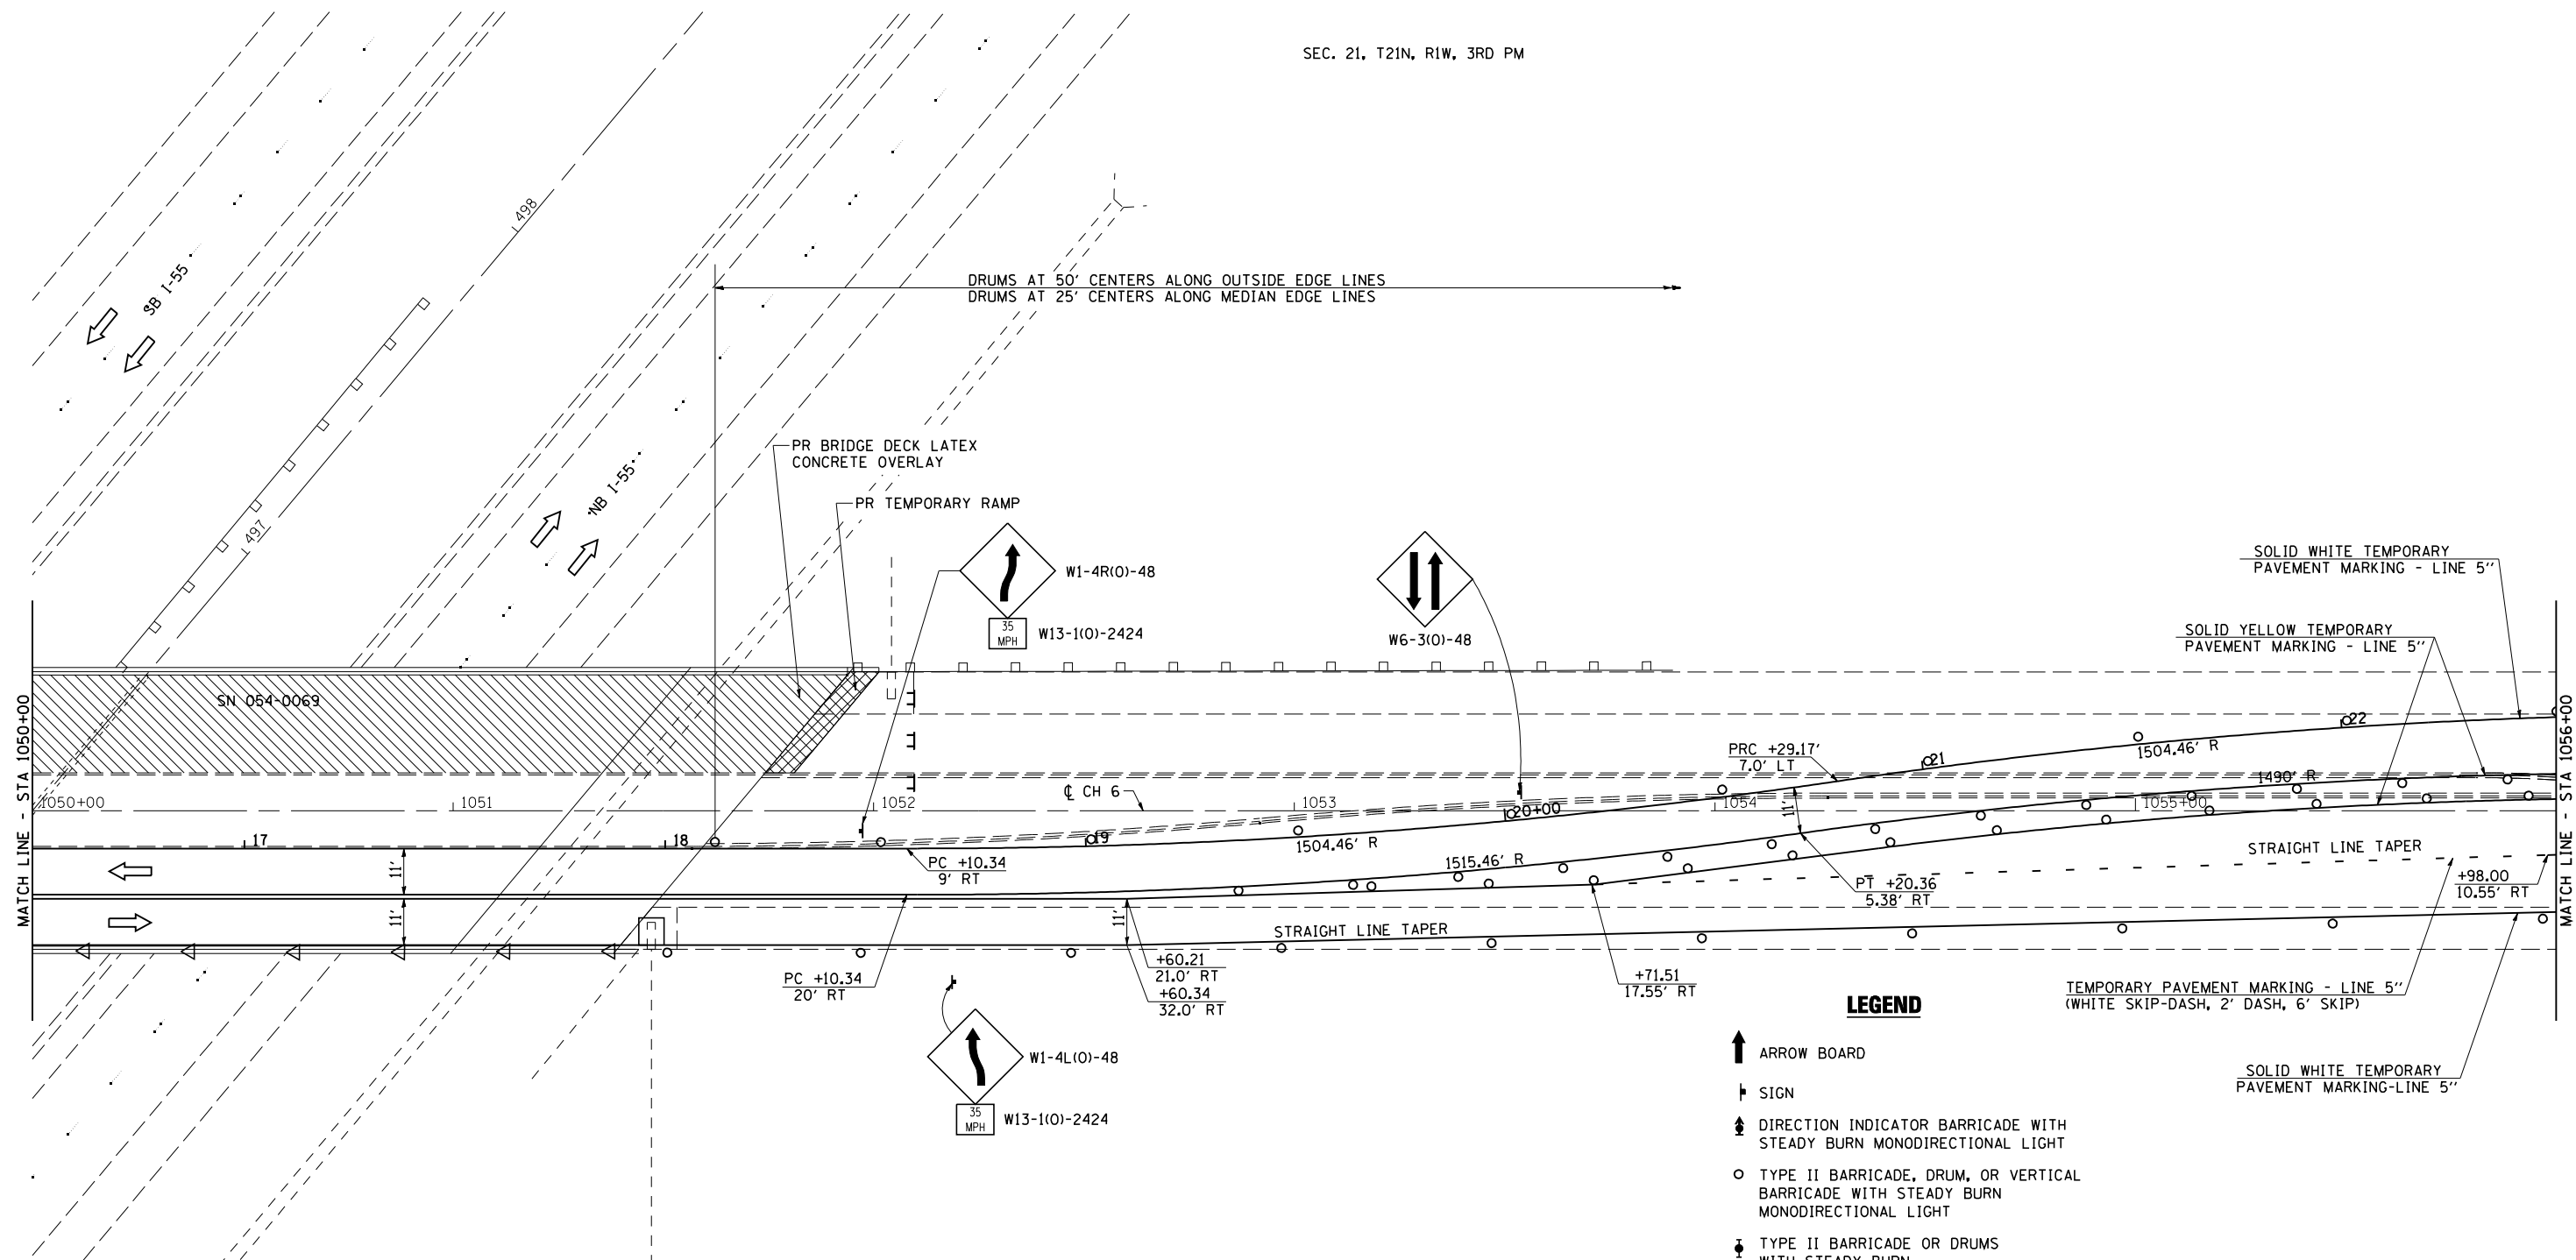 SEC. 21, T21N, R1W, 3RD PM
498
SB I-55
DRUMS AT 50' CENTERS ALONG OUTSIDE EDGE LINES
DRUMS AT 25' CENTERS ALONG MEDIAN EDGE LINES
PR BRIDGE DECK LATEX
CONCRETE OVERLAY
NB I-55
PR TEMPORARY RAMP
497
W1-4R(O)-48
35
MPH
W13-1(O)-2424
W6-3(O)-48
SOLID WHITE TEMPORARY
PAVEMENT MARKING - LINE 5''
SOLID YELLOW TEMPORARY
PAVEMENT MARKING - LINE 5''
SN 054-0069
MATCH LINE - STA 1050+00
MATCH LINE - STA 1056+00
22
1504.46' R
PRC +29.17'
7.0' LT
21
1490' R
1050+00
1051
1052
℄ CH 6
1053
1054
1055+00
11'
20+00
17
18
19
1504.46' R
1515.46' R
STRAIGHT LINE TAPER
PC +10.34
9' RT
11'
PT +20.36
5.38' RT
+98.00
10.55' RT
11'
11'
STRAIGHT LINE TAPER
+60.21
21.0' RT
+60.34
32.0' RT
PC +10.34
20' RT
+71.51
17.55' RT
TEMPORARY PAVEMENT MARKING - LINE 5''
(WHITE SKIP-DASH, 2' DASH, 6' SKIP)
LEGEND
W1-4L(O)-48
35
MPH
W13-1(O)-2424
ARROW BOARD
SIGN
SOLID WHITE TEMPORARY
PAVEMENT MARKING-LINE 5''
DIRECTION INDICATOR BARRICADE WITH
STEADY BURN MONODIRECTIONAL LIGHT
TYPE II BARRICADE, DRUM, OR VERTICAL
BARRICADE WITH STEADY BURN
MONODIRECTIONAL LIGHT
TYPE II BARRICADE OR DRUMS
WITH STEADY BURN